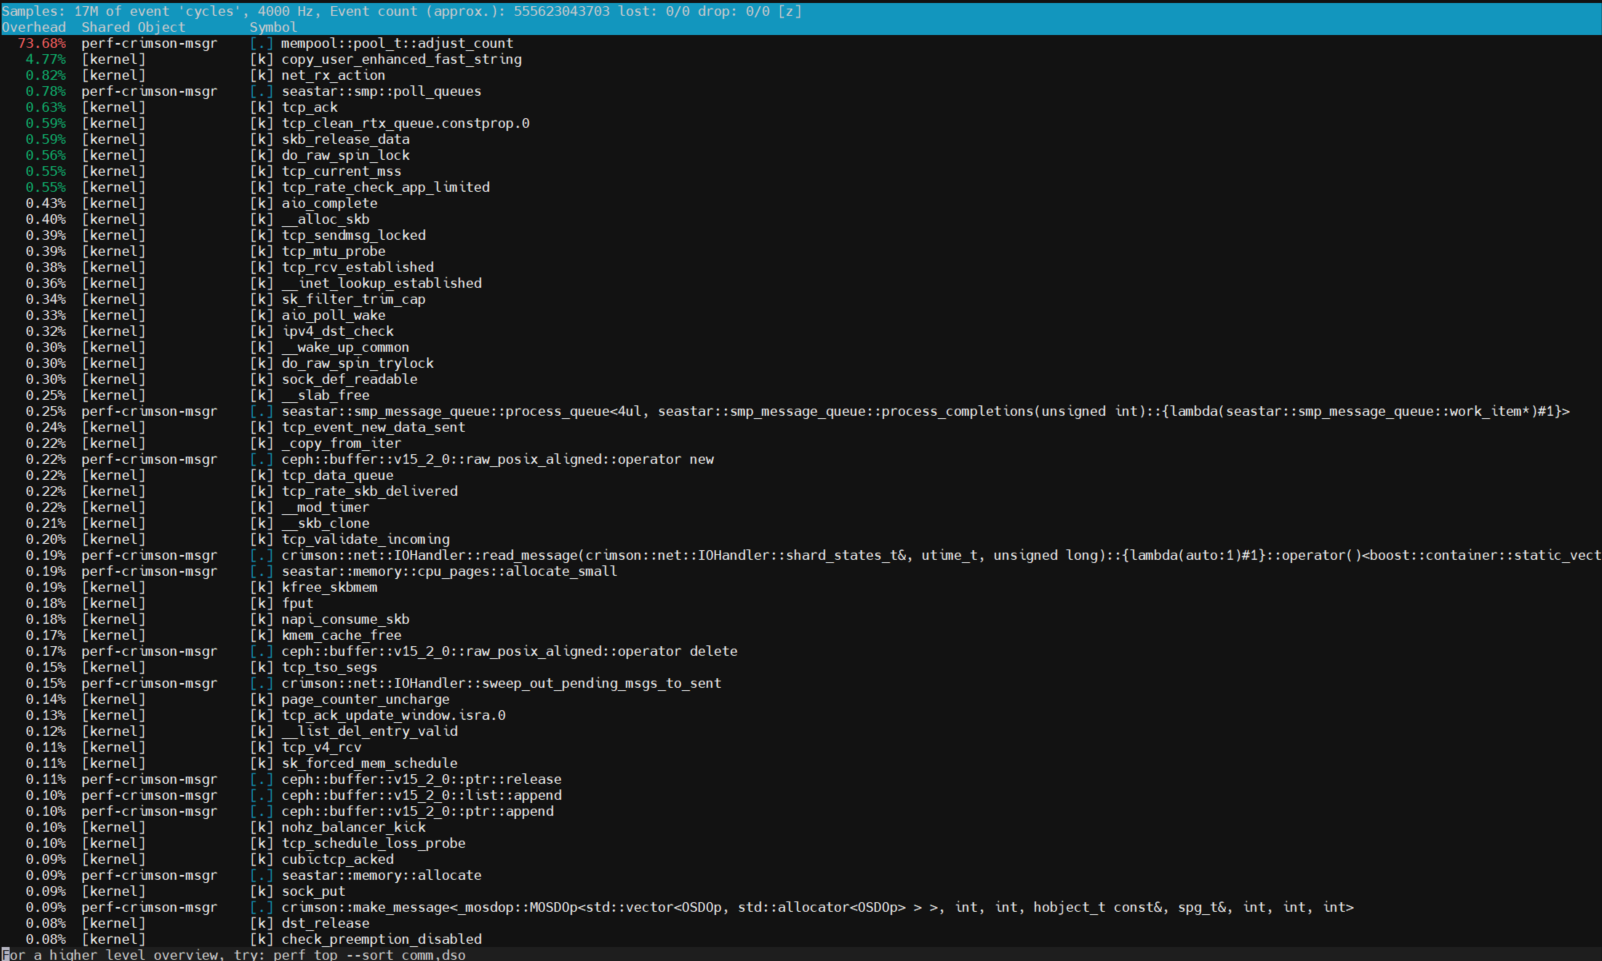 Samples: 17M of event 'cycles', 4000 Hz, Event count (approx.): 555623043703 lost: 0/0 drop: 0/0 [z]
Overhead  Shared Object        Symbol
  73.68%  perf-crimson-msgr    [.] mempool::pool_t::adjust_count
   4.77%  [kernel]             [k] copy_user_enhanced_fast_string
   0.82%  [kernel]             [k] net_rx_action
   0.78%  perf-crimson-msgr    [.] seastar::smp::poll_queues
   0.63%  [kernel]             [k] tcp_ack
   0.59%  [kernel]             [k] tcp_clean_rtx_queue.constprop.0
   0.59%  [kernel]             [k] skb_release_data
   0.56%  [kernel]             [k] do_raw_spin_lock
   0.55%  [kernel]             [k] tcp_current_mss
   0.55%  [kernel]             [k] tcp_rate_check_app_limited
   0.43%  [kernel]             [k] aio_complete
   0.40%  [kernel]             [k] __alloc_skb
   0.39%  [kernel]             [k] tcp_sendmsg_locked
   0.39%  [kernel]             [k] tcp_mtu_probe
   0.38%  [kernel]             [k] tcp_rcv_established
   0.36%  [kernel]             [k] __inet_lookup_established
   0.34%  [kernel]             [k] sk_filter_trim_cap
   0.33%  [kernel]             [k] aio_poll_wake
   0.32%  [kernel]             [k] ipv4_dst_check
   0.30%  [kernel]             [k] __wake_up_common
   0.30%  [kernel]             [k] do_raw_spin_trylock
   0.30%  [kernel]             [k] sock_def_readable
   0.25%  [kernel]             [k] __slab_free
   0.25%  perf-crimson-msgr    [.] seastar::smp_message_queue::process_queue<4ul, seastar::smp_message_queue::process_completions(unsigned int)::{lambda(seastar::smp_message_queue::work_item*)#1}>
   0.24%  [kernel]             [k] tcp_event_new_data_sent
   0.22%  [kernel]             [k] _copy_from_iter
   0.22%  perf-crimson-msgr    [.] ceph::buffer::v15_2_0::raw_posix_aligned::operator new
   0.22%  [kernel]             [k] tcp_data_queue
   0.22%  [kernel]             [k] tcp_rate_skb_delivered
   0.22%  [kernel]             [k] __mod_timer
   0.21%  [kernel]             [k] __skb_clone
   0.20%  [kernel]             [k] tcp_validate_incoming
   0.19%  perf-crimson-msgr    [.] crimson::net::IOHandler::read_message(crimson::net::IOHandler::shard_states_t&, utime_t, unsigned long)::{lambda(auto:1)#1}::operator()<boost::container::static_vect
   0.19%  perf-crimson-msgr    [.] seastar::memory::cpu_pages::allocate_small
   0.19%  [kernel]             [k] kfree_skbmem
   0.18%  [kernel]             [k] fput
   0.18%  [kernel]             [k] napi_consume_skb
   0.17%  [kernel]             [k] kmem_cache_free
   0.17%  perf-crimson-msgr    [.] ceph::buffer::v15_2_0::raw_posix_aligned::operator delete
   0.15%  [kernel]             [k] tcp_tso_segs
   0.15%  perf-crimson-msgr    [.] crimson::net::IOHandler::sweep_out_pending_msgs_to_sent
   0.14%  [kernel]             [k] page_counter_uncharge
   0.13%  [kernel]             [k] tcp_ack_update_window.isra.0
   0.12%  [kernel]             [k] __list_del_entry_valid
   0.11%  [kernel]             [k] tcp_v4_rcv
   0.11%  [kernel]             [k] sk_forced_mem_schedule
   0.11%  perf-crimson-msgr    [.] ceph::buffer::v15_2_0::ptr::release
   0.10%  perf-crimson-msgr    [.] ceph::buffer::v15_2_0::list::append
   0.10%  perf-crimson-msgr    [.] ceph::buffer::v15_2_0::ptr::append
   0.10%  [kernel]             [k] nohz_balancer_kick
   0.10%  [kernel]             [k] tcp_schedule_loss_probe
   0.09%  [kernel]             [k] cubictcp_acked
   0.09%  perf-crimson-msgr    [.] seastar::memory::allocate
   0.09%  [kernel]             [k] sock_put
   0.09%  perf-crimson-msgr    [.] crimson::make_message<_mosdop::MOSDOp<std::vector<OSDOp, std::allocator<OSDOp> > >, int, int, hobject_t const&, spg_t&, int, int, int>
   0.08%  [kernel]             [k] dst_release
   0.08%  [kernel]             [k] check_preemption_disabled
For a higher level overview, try: perf top --sort comm,dso